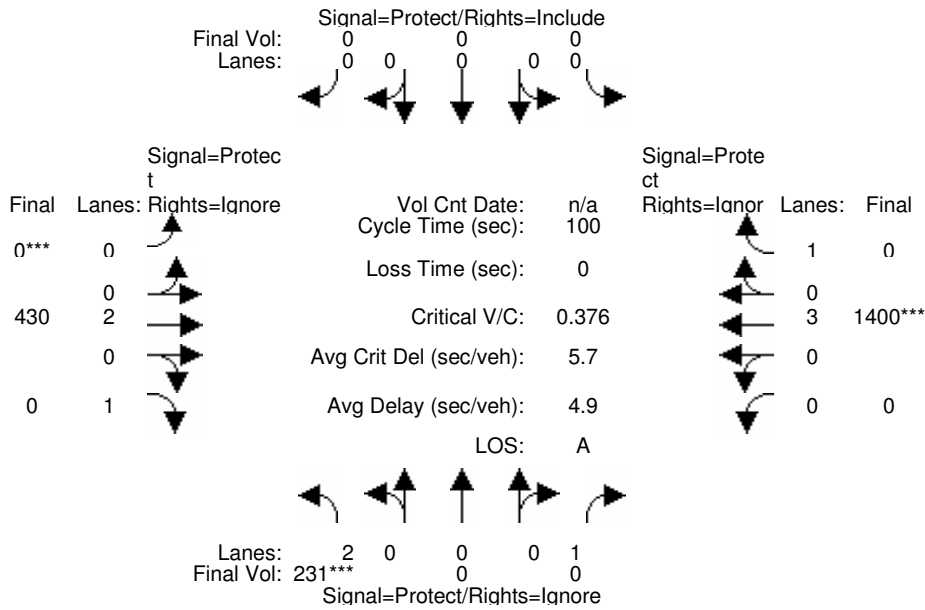 Signal=Protect/Rights=Include
Final Vol: 0 0 0
Lanes: 0 0 0 0 0
Signal=Protec
t
Signal=Prote
ct
Final Lanes: Rights=Ignore Vol Cnt Date: n/a Rights=Ignor Lanes: Final
Cycle Time (sec): 100
0*** 0 1 0
Loss Time (sec): 0
0 0
430 2 Critical V/C: 0.376 3 1400***
0 Avg Crit Del (sec/veh): 5.7 0
0 1 Avg Delay (sec/veh): 4.9 0 0
LOS: A
Lanes: 2 0 0 0 1
Final Vol: 231*** 0 0
Signal=Protect/Rights=Ignore